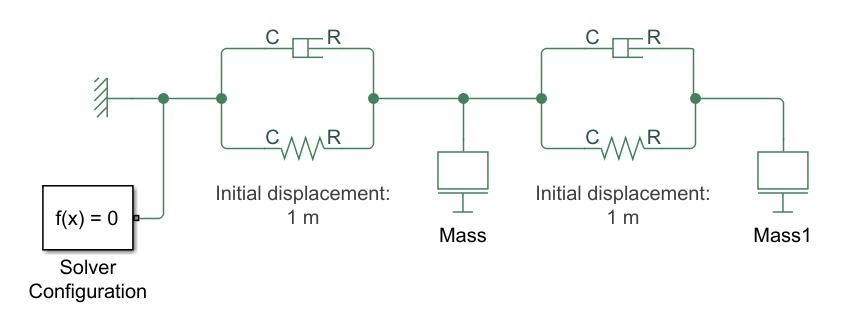 C R
C R
C R
C R
Initial displacement:
1 m
Initial displacement:
1 m
f(x) = 0
Solver
Configuration
Mass
Mass1